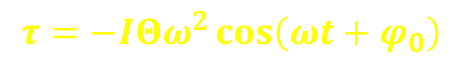 τ = −IΘω² cos(ωt + φ₀)